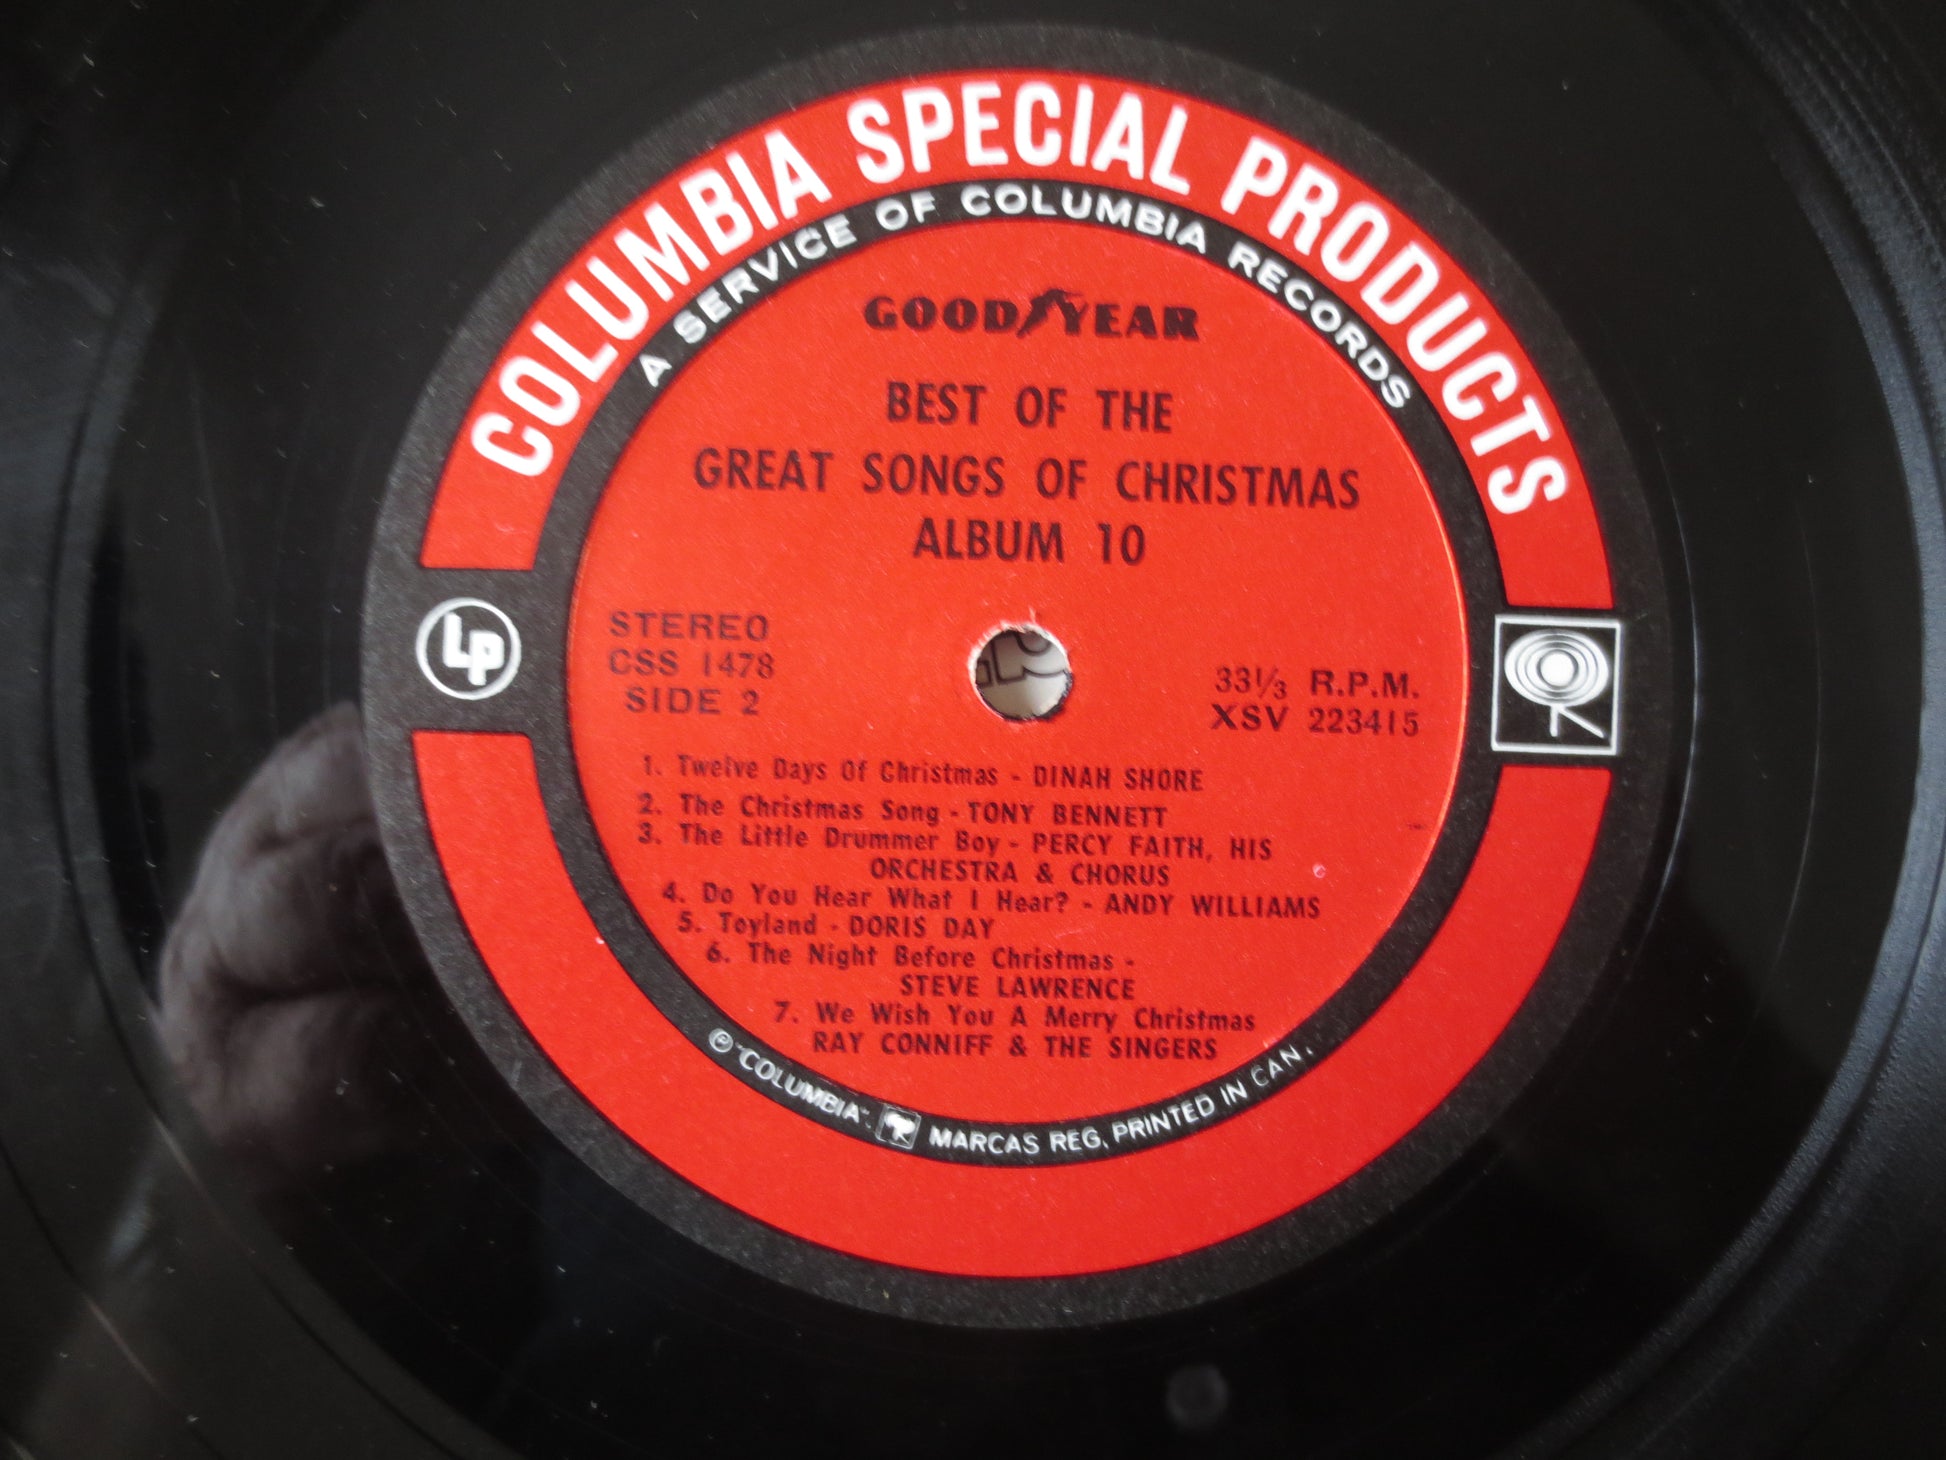 COLUMBIA SPECIAL PRODUCTS
A SERVICE OF COLUMBIA RECORDS
GOODYEAR
BEST OF THE
GREAT SONGS OF CHRISTMAS
ALBUM 10
STEREO
CSS 1478
SIDE 2
LP
33⅓ R.P.M.
XSV 223415
1. Twelve Days Of Christmas - DINAH SHORE
2. The Christmas Song - TONY BENNETT
3. The Little Drummer Boy - PERCY FAITH, HIS
ORCHESTRA & CHORUS
4. Do You Hear What I Hear? - ANDY WILLIAMS
5. Toyland - DORIS DAY
6. The Night Before Christmas -
STEVE LAWRENCE
7. We Wish You A Merry Christmas
RAY CONNIFF & THE SINGERS
℗ "COLUMBIA", MARCAS REG. PRINTED IN CAN.